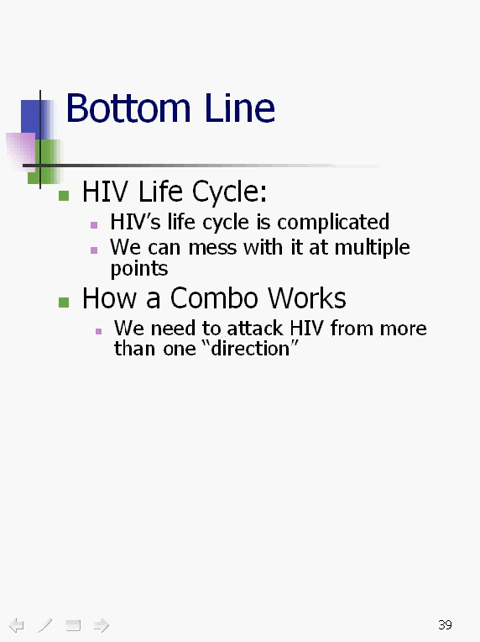 Bottom Line
HIV Life Cycle:
HIV's life cycle is complicated
We can mess with it at multiple
points
How a Combo Works
We need to attack HIV from more
than one “direction”
39